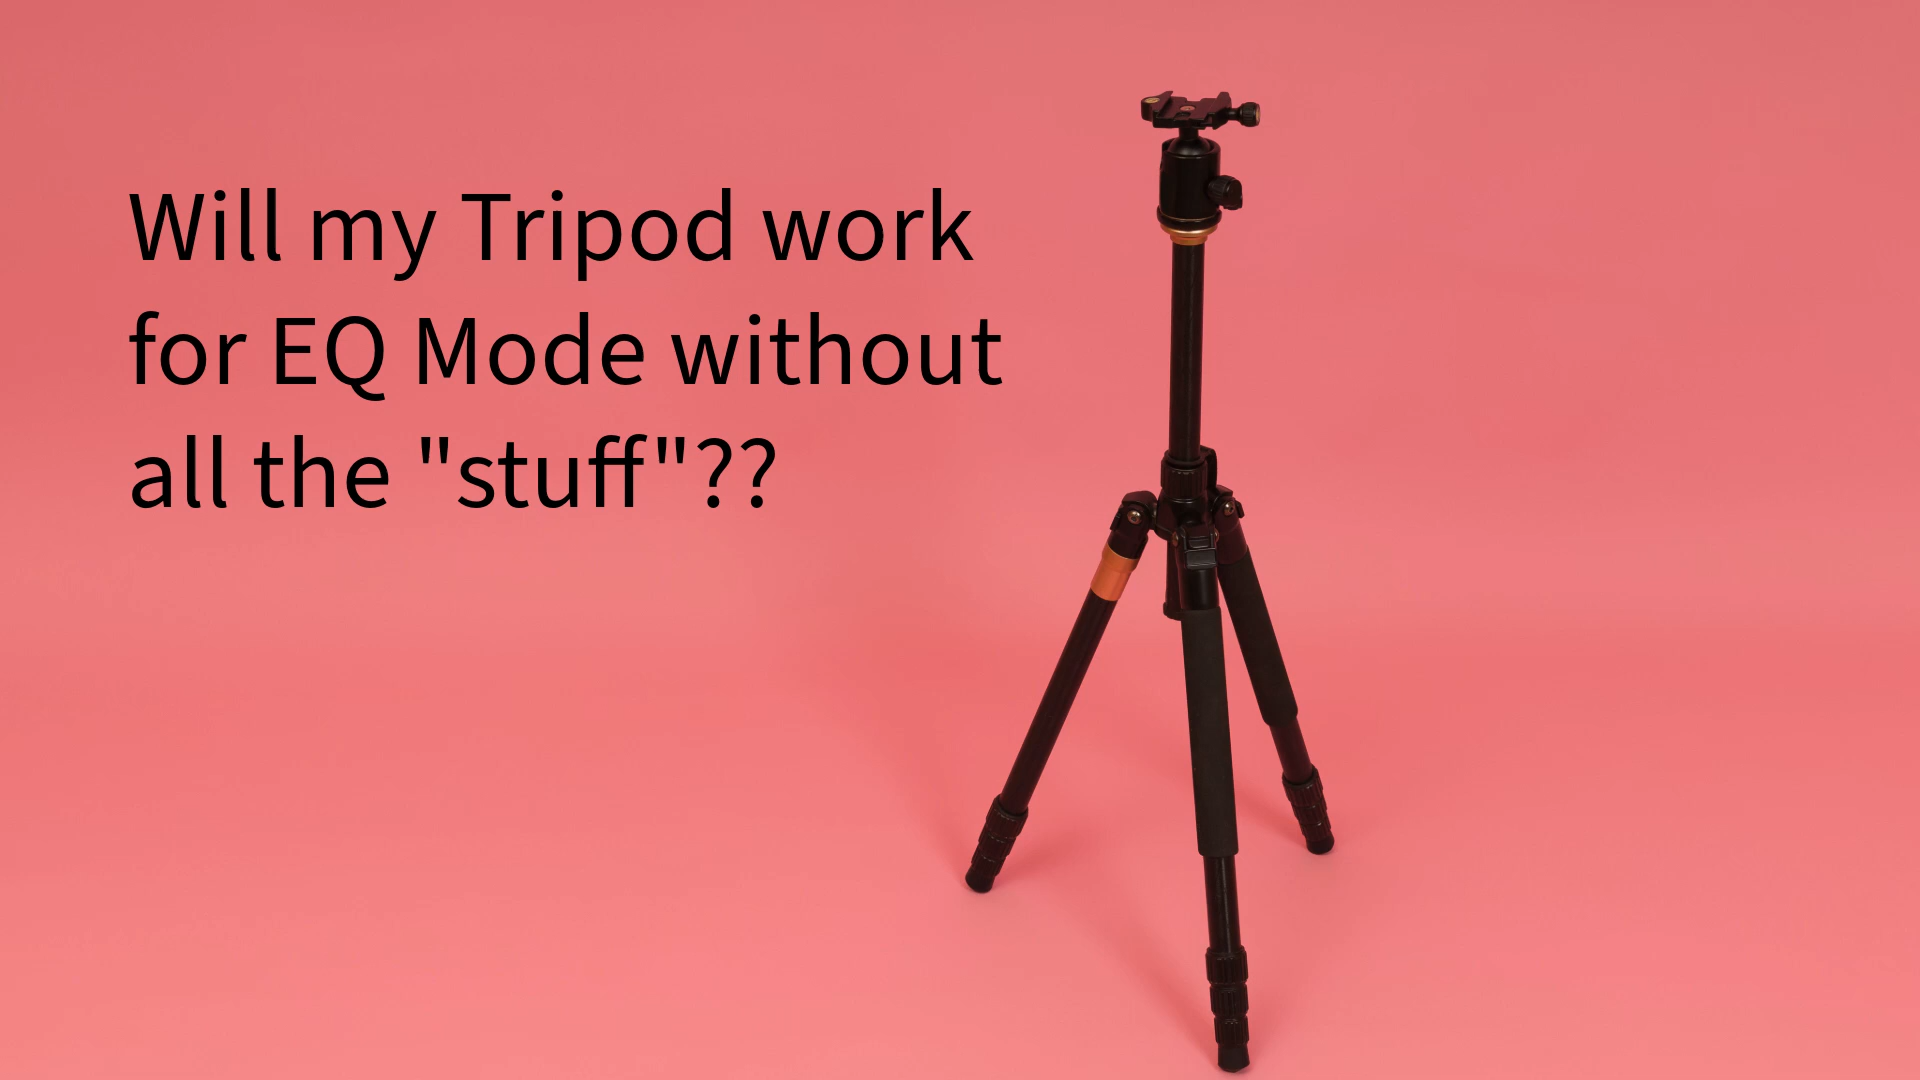 Will my Tripod work
for EQ Mode without
all the "stuff"??